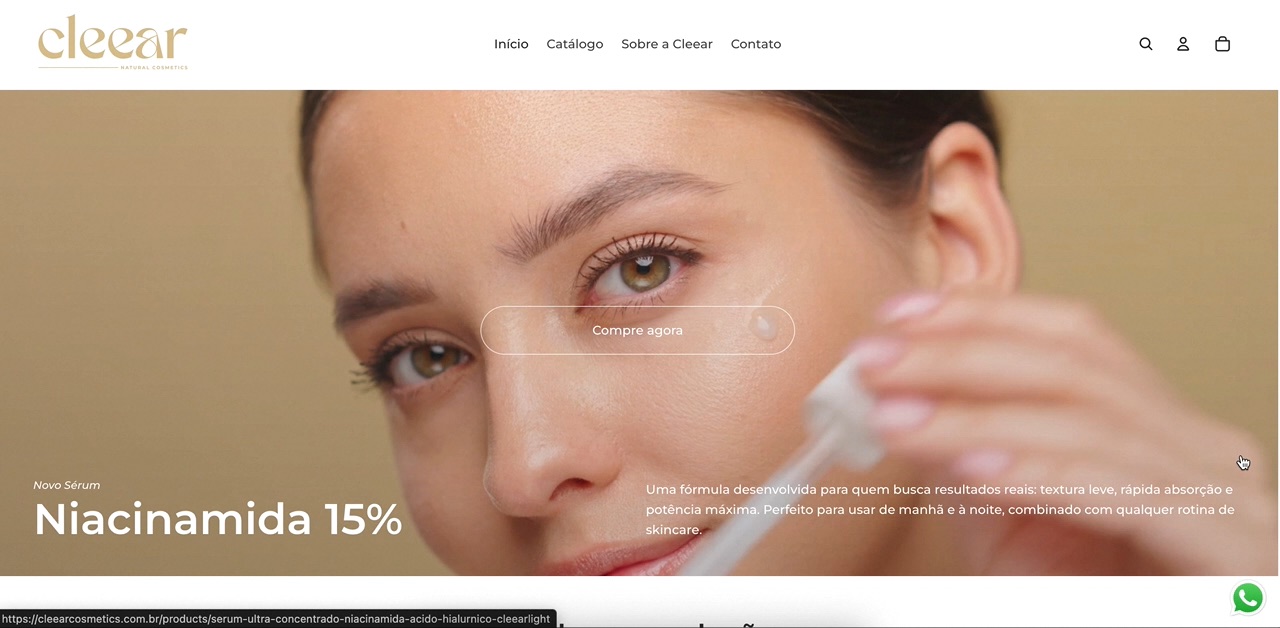 cleear
NATURAL COSMETICS
Início
Catálogo
Sobre a Cleear
Contato
Compre agora
Novo Sérum
Niacinamida 15%
Uma fórmula desenvolvida para quem busca resultados reais: textura leve, rápida absorção e
potência máxima. Perfeito para usar de manhã e à noite, combinado com qualquer rotina de
skincare.
https://cleearcosmetics.com.br/products/serum-ultra-concentrado-niacinamida-acido-hialurnico-cleearlight